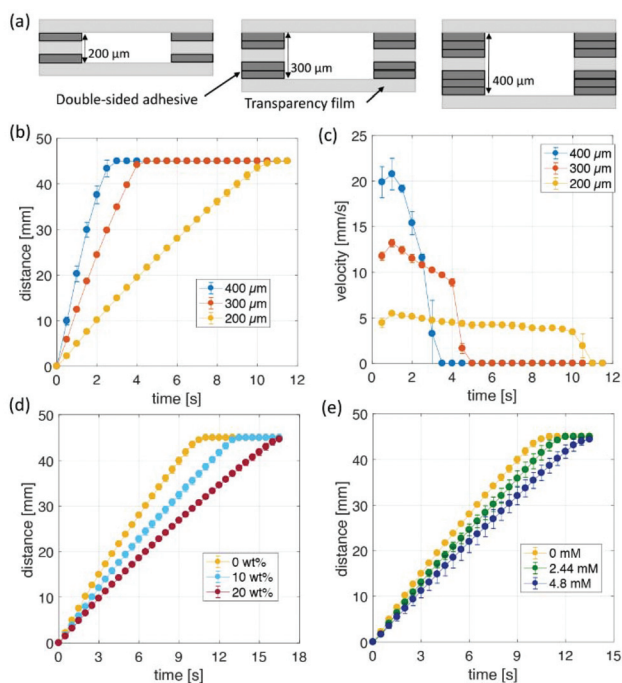 (a)
200 µm
300 µm
400 µm
Double-sided adhesive
Transparency film
(b)
50
40
30
20
10
0
distance [mm]
400 µm
300 µm
200 µm
0 2 4 6 8 10 12
time [s]
(c)
25
20
15
10
5
0
velocity [mm/s]
400 µm
300 µm
200 µm
0 2 4 6 8 10 12
time [s]
(d)
50
40
30
20
10
0
distance [mm]
0 wt%
10 wt%
20 wt%
0 3 6 9 12 15 18
time [s]
(e)
50
40
30
20
10
0
distance [mm]
0 mM
2.44 mM
4.8 mM
0 3 6 9 12 15
time [s]